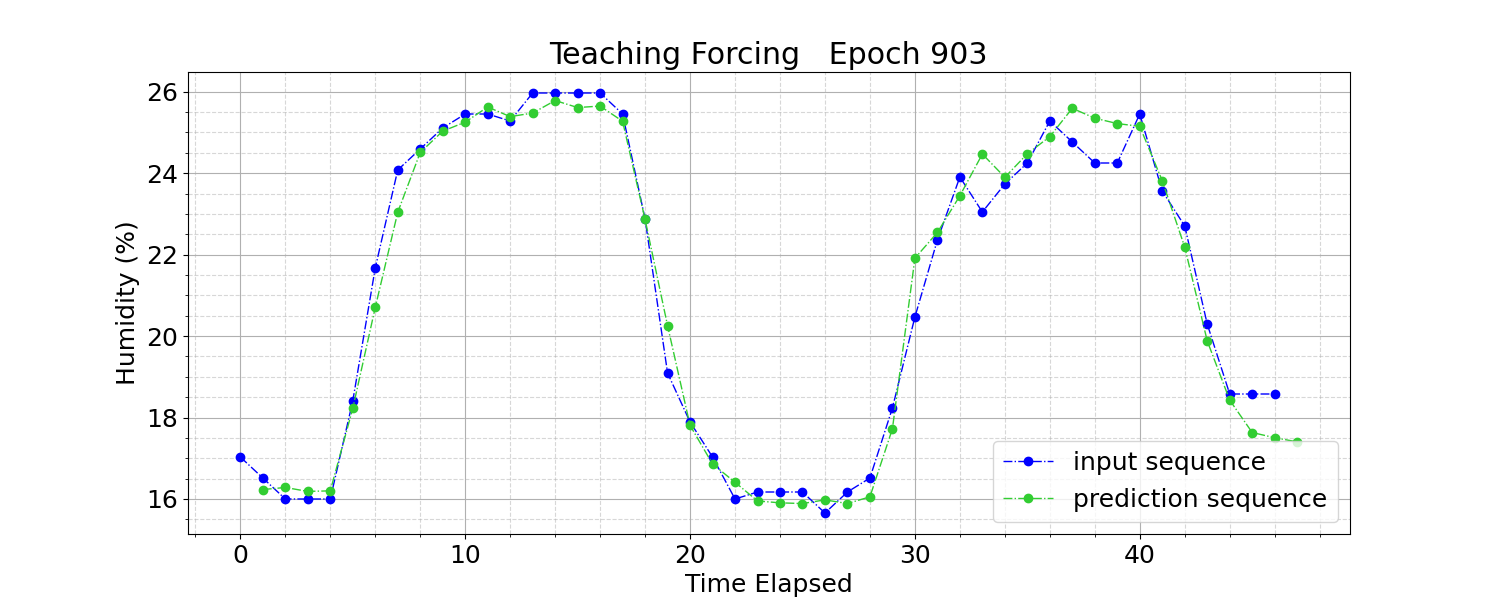 Teaching Forcing   Epoch 903
Humidity (%)
26
24
22
20
18
16
0 10 20 30 40
Time Elapsed
input sequence
prediction sequence